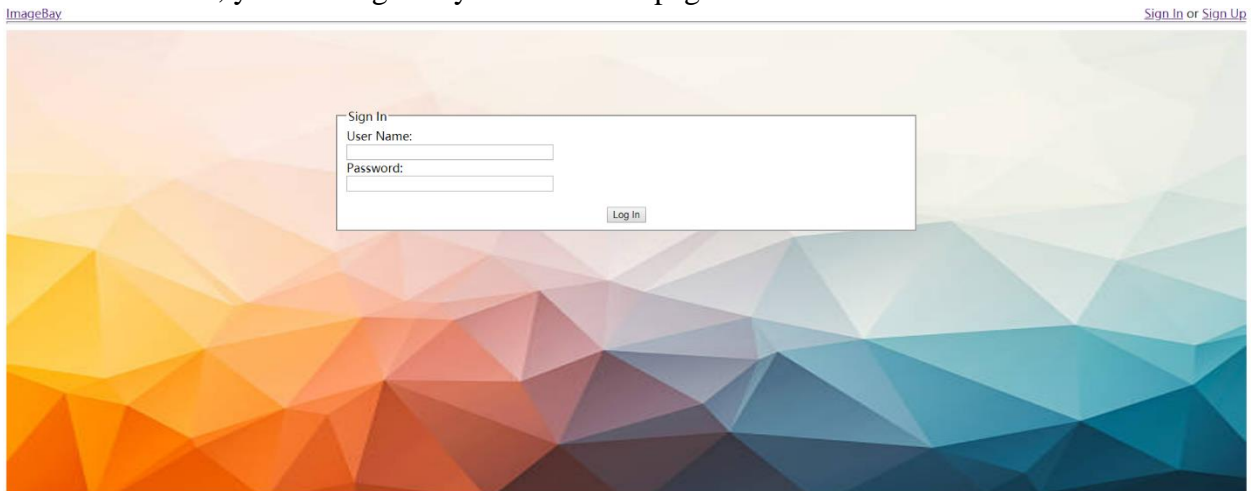 ImageBay
Sign In or Sign Up
Sign In
User Name:
Password:
Log In